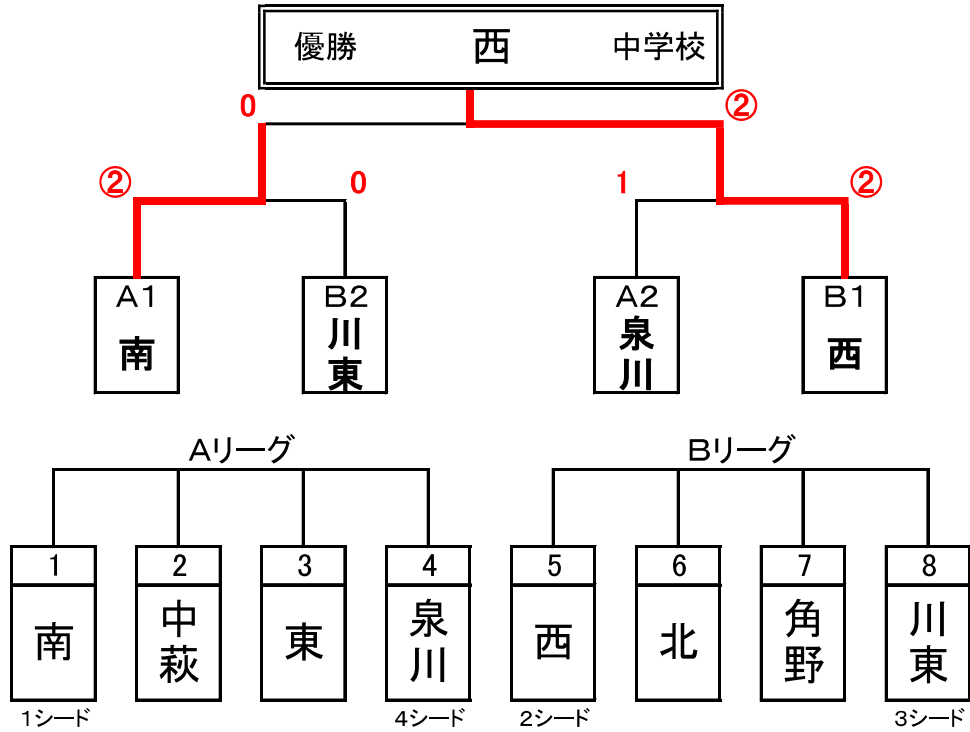 優勝 西 中学校
0 ②
② 0 1 ②
A1 B2 A2 B1
南 川東 泉川 西
Aリーグ Bリーグ
1 2 3 4 5 6 7 8
南 中萩 東 泉川 西 北 角野 川東
1シード 4シード 2シード 3シード